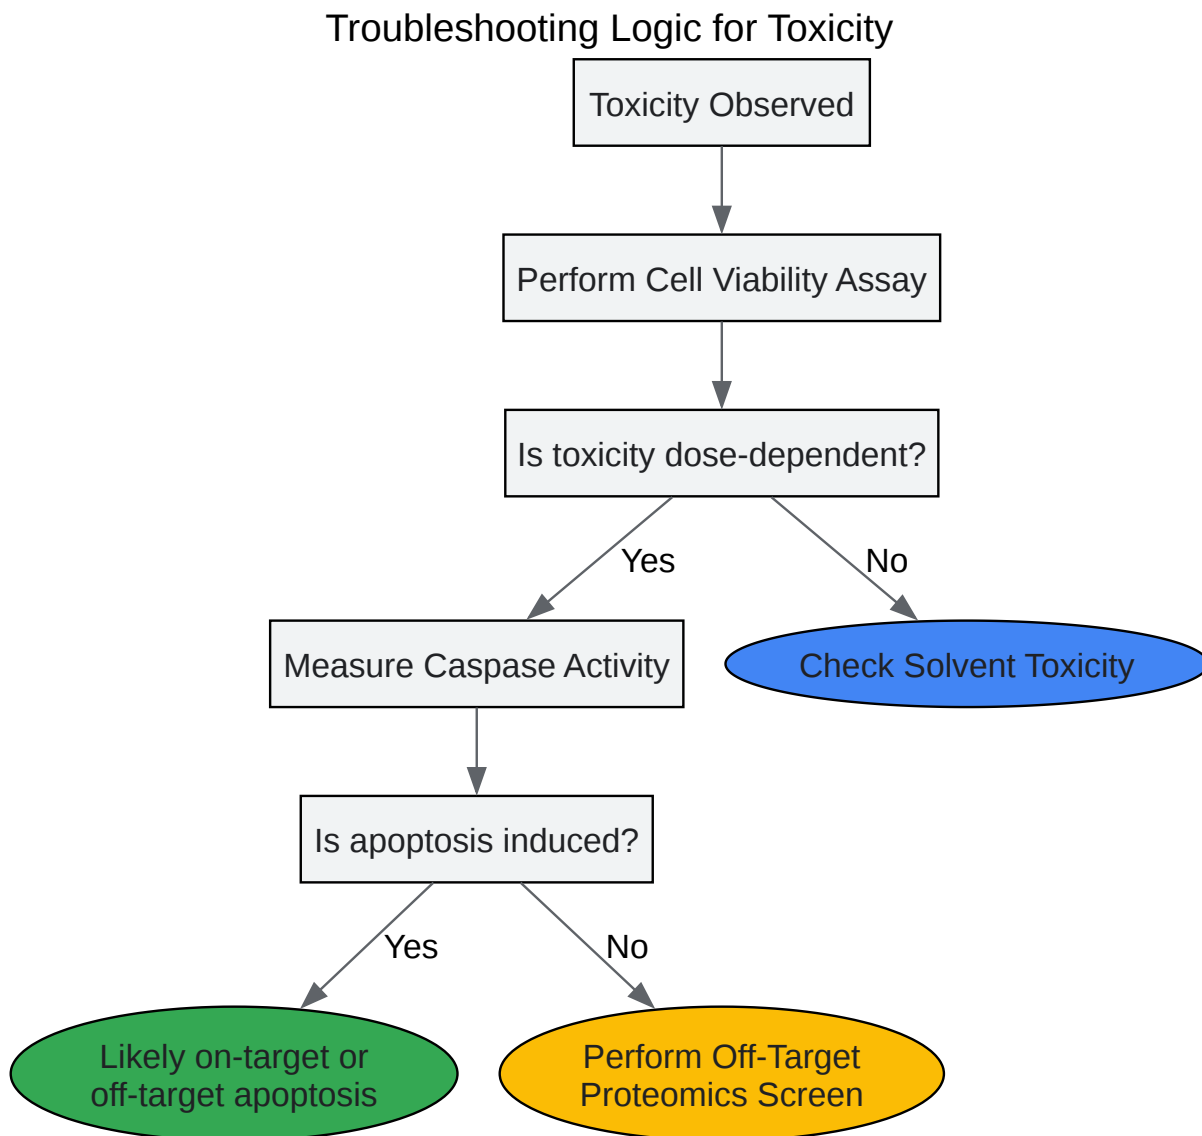 Troubleshooting Logic for Toxicity
Toxicity Observed
Perform Cell Viability Assay
Is toxicity dose-dependent?
Yes
No
Measure Caspase Activity
Check Solvent Toxicity
Is apoptosis induced?
Yes
No
Likely on-target or
off-target apoptosis
Perform Off-Target
Proteomics Screen